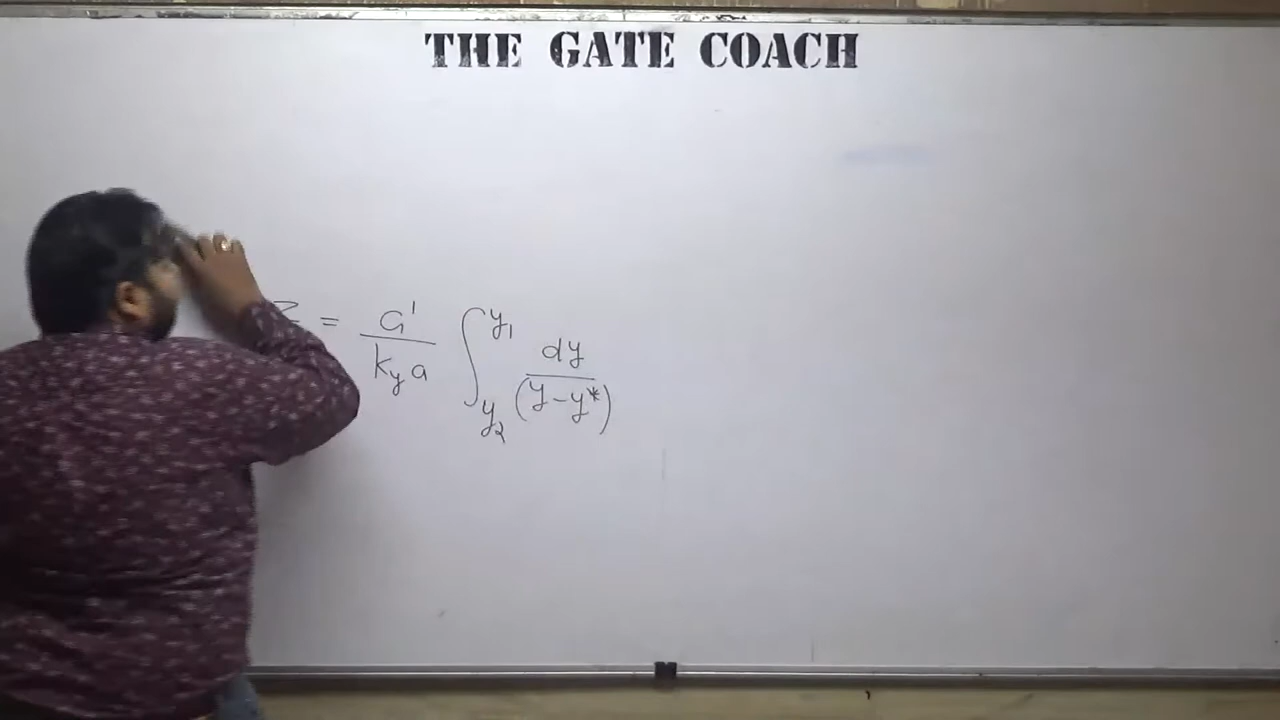 THE GATE COACH
Z = G' / k_y a ∫_{y_2}^{y_1} dy / (y - y*)